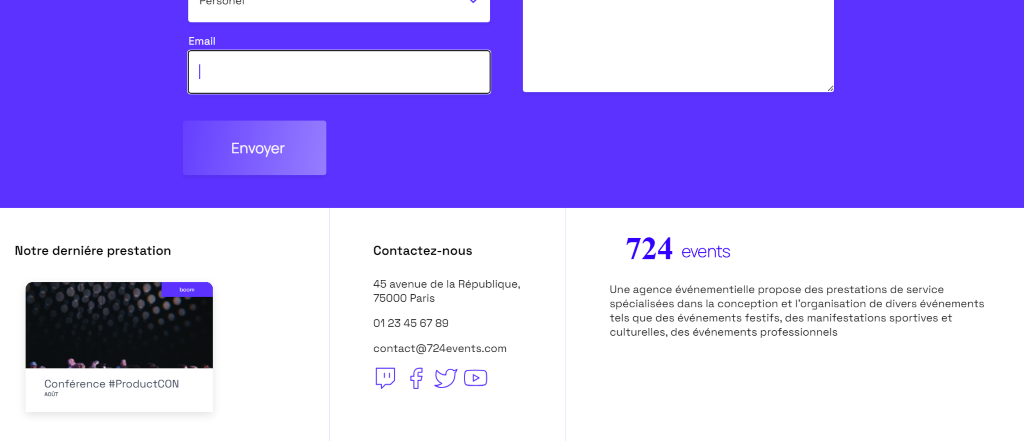 Personel
Email
Envoyer
Notre derniére prestation
boom
Conférence #ProductCON
AOÛT
Contactez-nous
45 avenue de la République,
75000 Paris
01 23 45 67 89
contact@724events.com
724 events
Une agence événementielle propose des prestations de service
spécialisées dans la conception et l'organisation de divers événements
tels que des événements festifs, des manifestations sportives et
culturelles, des événements professionnels